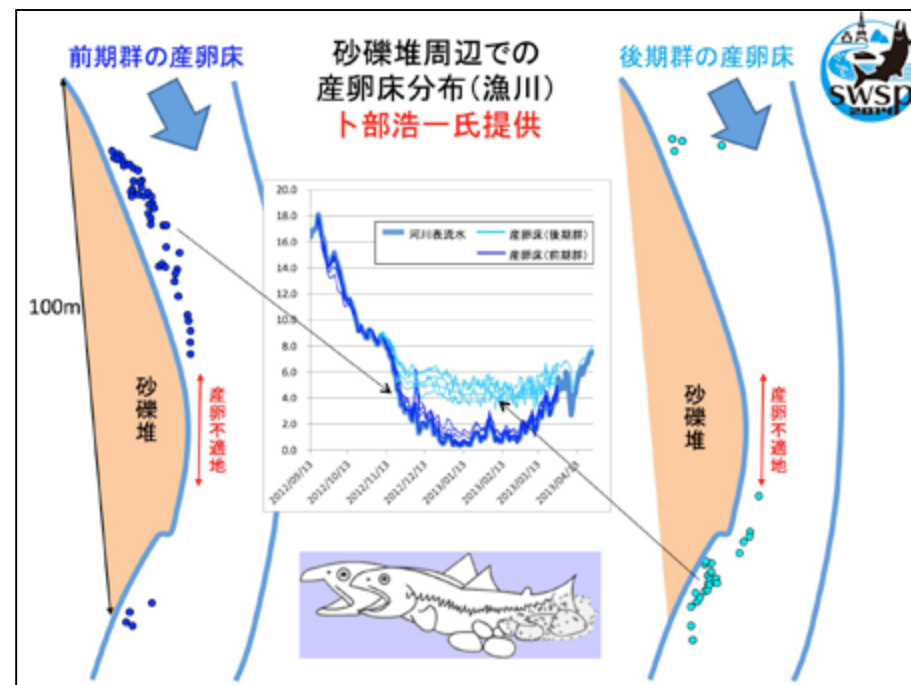 前期群の産卵床
砂礫堆周辺での
産卵床分布（漁川）
卜部浩一氏提供
後期群の産卵床
SWSP
2014
100m
砂礫堆
産卵不適地
20.0
18.0
16.0
14.0
12.0
10.0
8.0
6.0
4.0
2.0
0.0
河川表流水
産卵床（後期群）
産卵床（前期群）
2012/09/13
2012/10/13
2012/11/13
2012/12/13
2013/01/13
2013/02/13
2013/03/13
2013/04/13
砂礫堆
産卵不適地